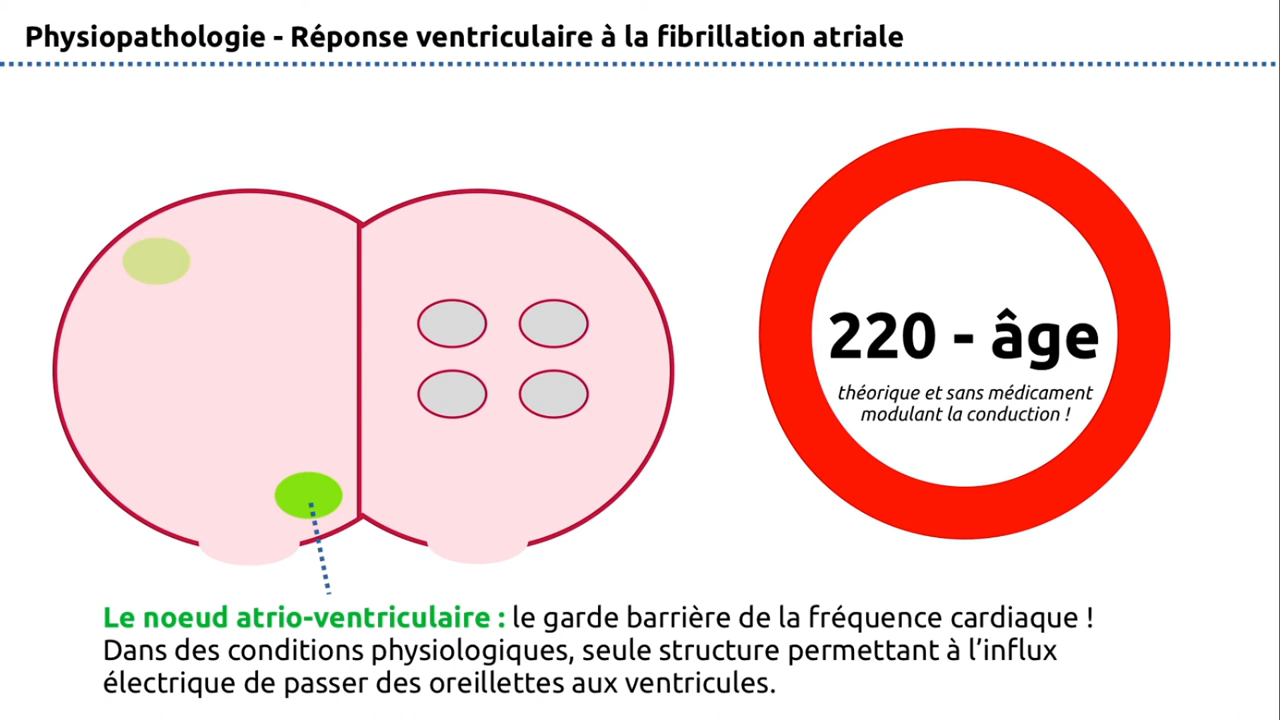 Physiopathologie - Réponse ventriculaire à la fibrillation atriale
220 - âge
théorique et sans médicament
modulant la conduction !
Le noeud atrio-ventriculaire : le garde barrière de la fréquence cardiaque !
Dans des conditions physiologiques, seule structure permettant à l’influx
électrique de passer des oreillettes aux ventricules.